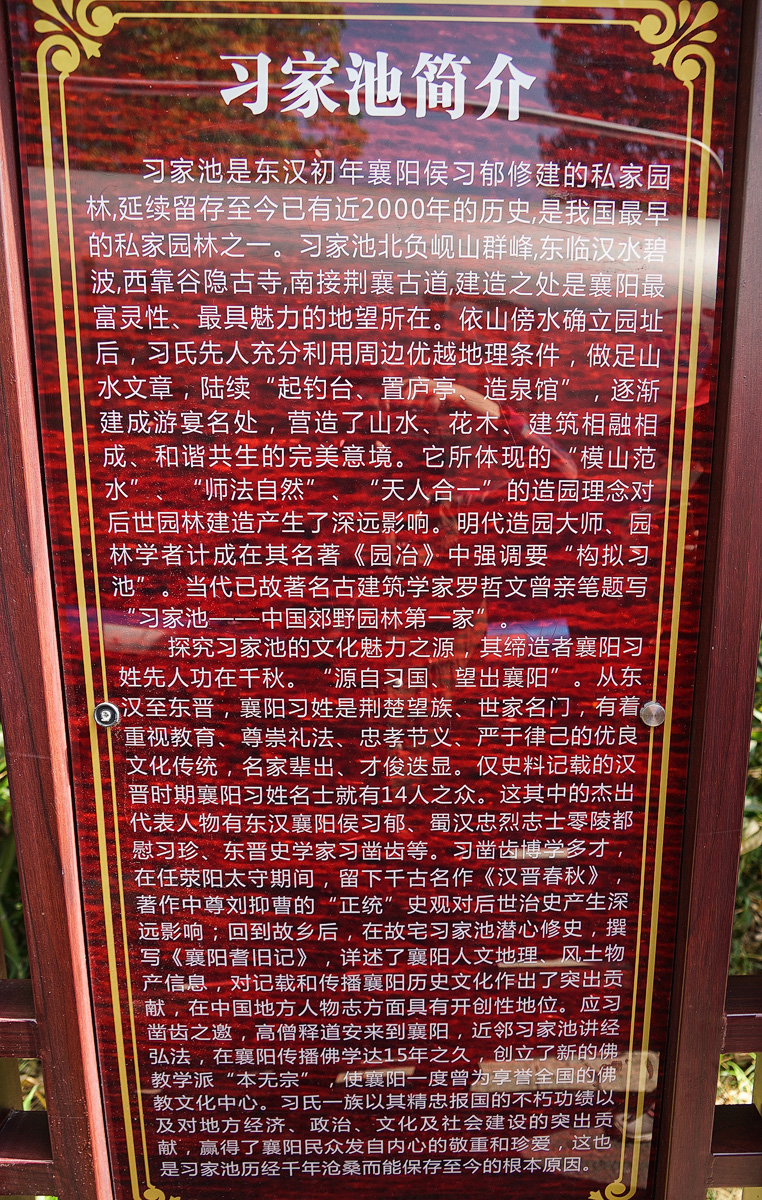 习家池简介
习家池是东汉初年襄阳侯习郁修建的私家园
林,延续留存至今已有近2000年的历史,是我国最早
的私家园林之一。习家池北负岘山群峰,东临汉水碧
波,西靠谷隐古寺,南接荆襄古道,建造之处是襄阳最
富灵性、最具魅力的地望所在。依山傍水确立园址
后，习氏先人充分利用周边优越地理条件，做足山
水文章，陆续“起钓台、置庐亭、造泉馆”，逐渐
建成游宴名处，营造了山水、花木、建筑相融相
成、和谐共生的完美意境。它所体现的“模山范
水”、“师法自然”、“天人合一”的造园理念对
后世园林建造产生了深远影响。明代造园大师、园
林学者计成在其名著《园冶》中强调要“构拟习
池”。当代已故著名古建筑学家罗哲文曾亲笔题写
“习家池——中国郊野园林第一家”。
探究习家池的文化魅力之源，其缔造者襄阳习
姓先人功在千秋。“源自习国、望出襄阳”。从东
汉至东晋，襄阳习姓是荆楚望族、世家名门，有着
重视教育、尊崇礼法、忠孝节义、严于律己的优良
文化传统，名家辈出、才俊迭显。仅史料记载的汉
晋时期襄阳习姓名士就有14人之众。这其中的杰出
代表人物有东汉襄阳侯习郁、蜀汉忠烈志士零陵都
慰习珍、东晋史学家习凿齿等。习凿齿博学多才，
在任荥阳太守期间，留下千古名作《汉晋春秋》，
著作中尊刘抑曹的“正统”史观对后世治史产生深
远影响；回到故乡后，在故宅习家池潜心修史，撰
写《襄阳耆旧记》，详述了襄阳人文地理、风土物
产信息，对记载和传播襄阳历史文化作出了突出贡
献，在中国地方人物志方面具有开创性地位。应习
凿齿之邀，高僧释道安来到襄阳，近邻习家池讲经
弘法，在襄阳传播佛学达15年之久，创立了新的佛
教学派“本无宗”，使襄阳一度曾为享誉全国的佛
教文化中心。习氏一族以其精忠报国的不朽功绩以
及对地方经济、政治、文化及社会建设的突出贡
献，赢得了襄阳民众发自内心的敬重和珍爱，这也
是习家池历经千年沧桑而能保存至今的根本原因。